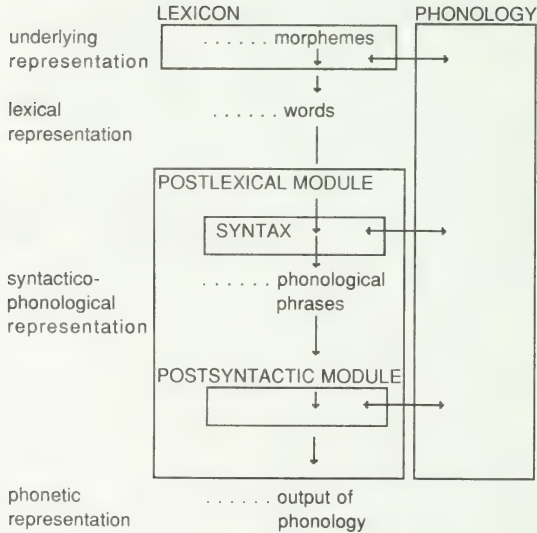 LEXICON PHONOLOGY
underlying ...... morphemes
representation
lexical ...... words
representation
POSTLEXICAL MODULE
SYNTAX
syntactico- ...... phonological
phonological phrases
representation
POSTSYNTACTIC MODULE
phonetic ...... output of
representation phonology